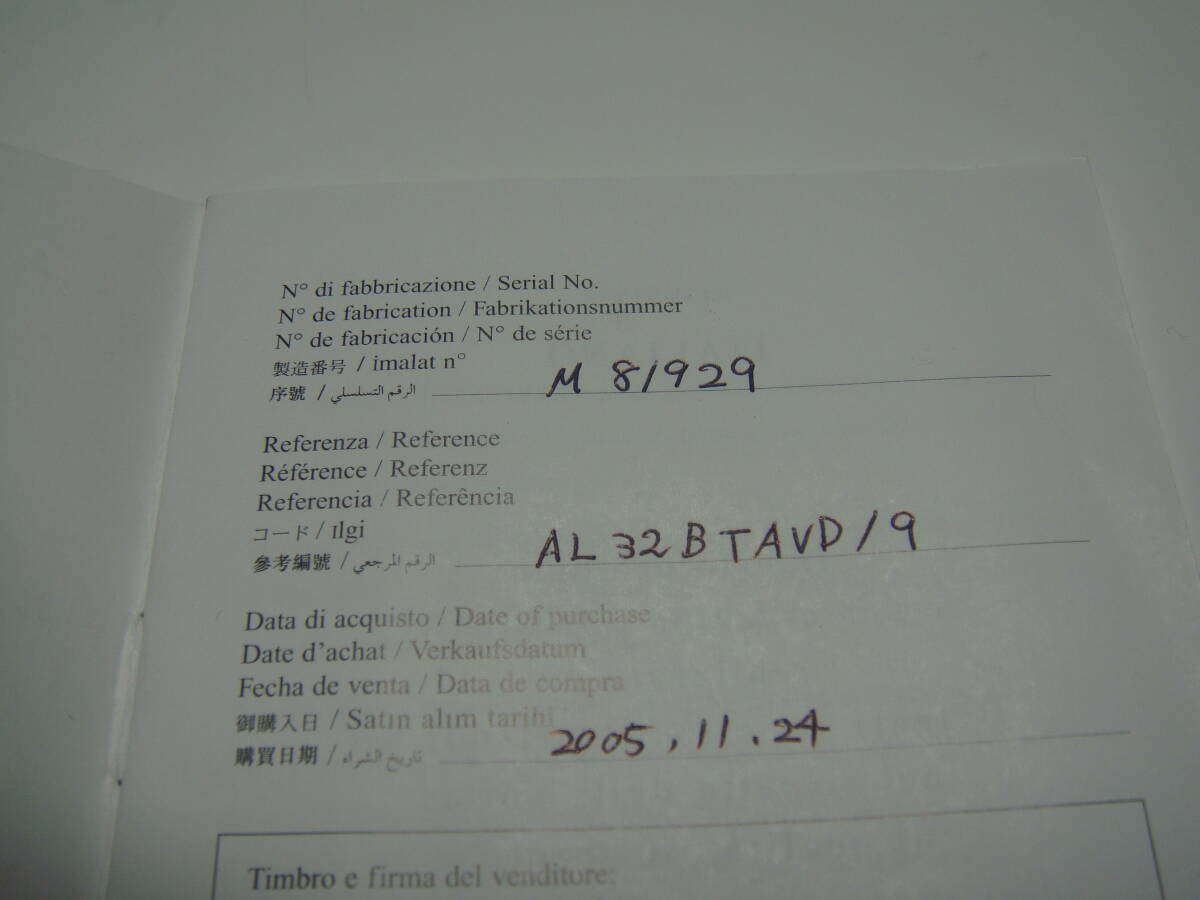 N° di fabbricazione / Serial No.
N° de fabrication / Fabrikationsnummer
N° de fabricación / N° de série
製造番号 / imalat n°
序號 / الرقم التسلسلي M 81929
Referenza / Reference
Référence / Referenz
Referencia / Referência
コード / Ilgi
參考編號 / الرقم المرجعي AL 32 B TAVD / 9
Data di acquisto / Date of purchase
Date d'achat / Verkaufsdatum
Fecha de venta / Data de compra
御購入日 / Satın alım tarihi
購買日期 / تاريخ الشراء 2005, 11. 24
Timbro e firma del venditore: